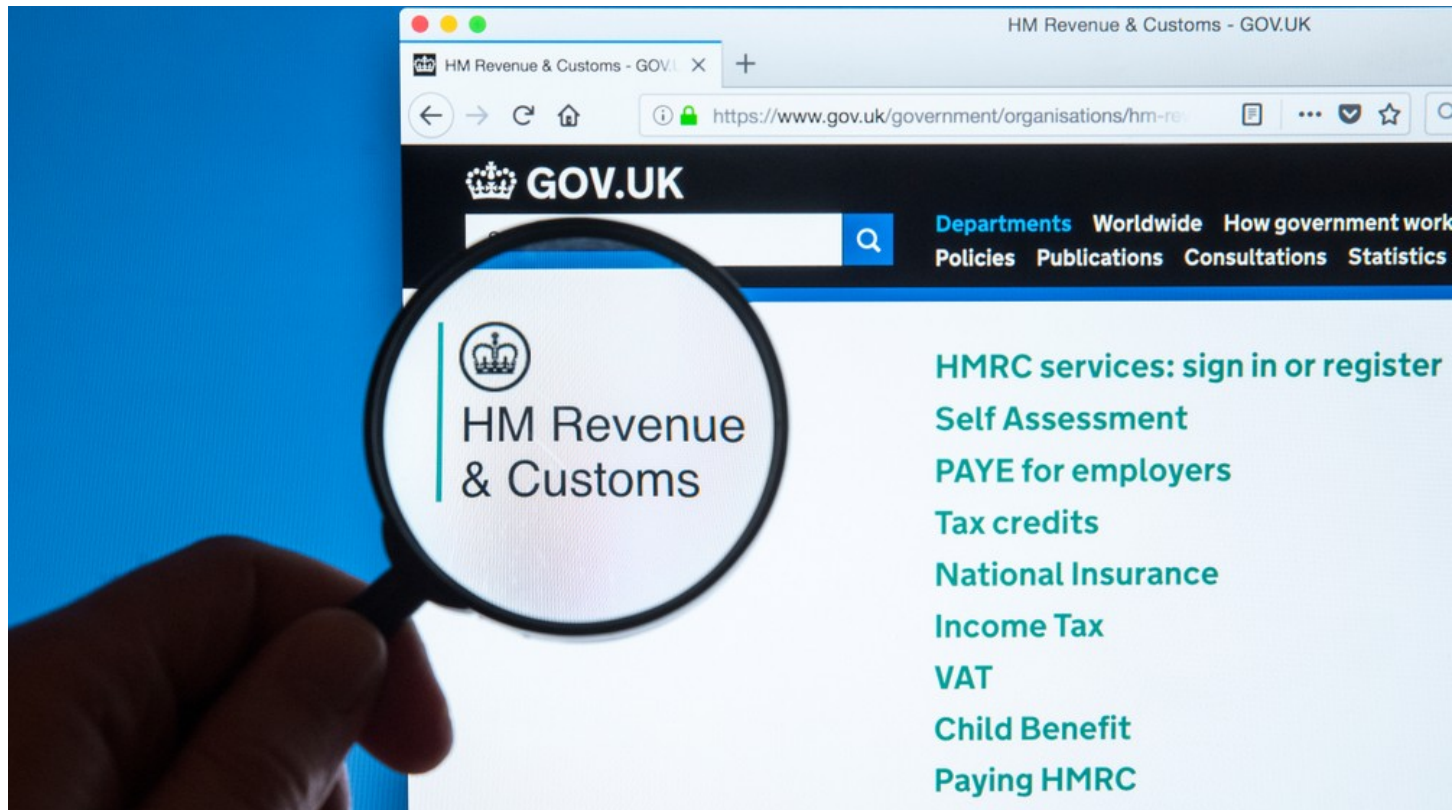 HM Revenue & Customs - GOV.UK
HM Revenue & Customs - GOV.
https://www.gov.uk/government/organisations/hm-re
GOV.UK
Departments Worldwide How government work
Policies Publications Consultations Statistics
HM Revenue
& Customs
HMRC services: sign in or register
Self Assessment
PAYE for employers
Tax credits
National Insurance
Income Tax
VAT
Child Benefit
Paying HMRC